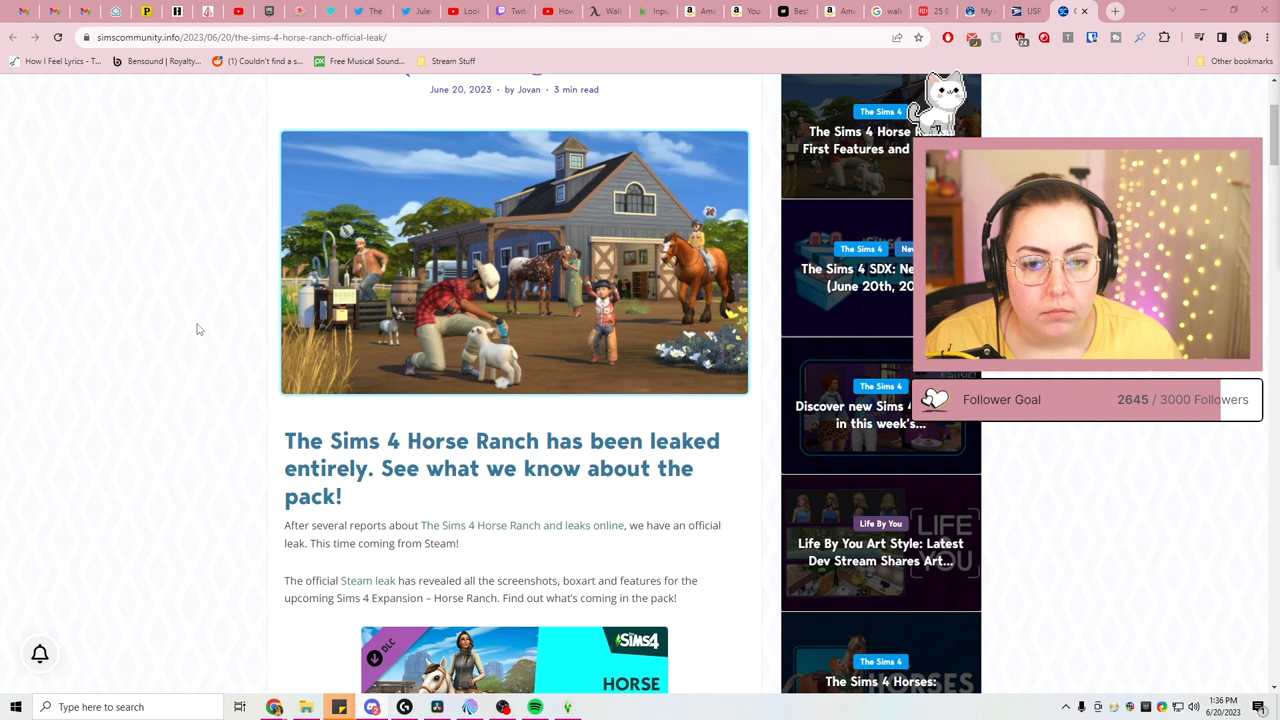 simscommunity.info/2023/06/20/the-sims-4-horse-ranch-official-leak/
How I Feel Lyrics - T...
Bensound | Royalty...
(1) Couldn't find a s...
Free Musical Sound...
Stream Stuff
Other bookmarks
June 20, 2023 · by Jovan · 3 min read
The Sims 4 Horse Ranch has been leaked
entirely. See what we know about the
pack!
After several reports about The Sims 4 Horse Ranch and leaks online, we have an official
leak. This time coming from Steam!
The official Steam leak has revealed all the screenshots, boxart and features for the
upcoming Sims 4 Expansion – Horse Ranch. Find out what's coming in the pack!
DLC
SiMS4
HORSE
The Sims 4
The Sims 4 Horse
First Features and
The Sims 4
The Sims 4 SDX: Ne
(June 20th, 20
The Sims 4
Discover new Sims
in this week's...
Life By You
LIFE
YOU
Life By You Art Style: Latest
Dev Stream Shares Art...
The Sims 4
The Sims 4 Horses:
HORSES
Follower Goal
2645 / 3000 Followers
Type here to search
1:36 PM
6/20/2023